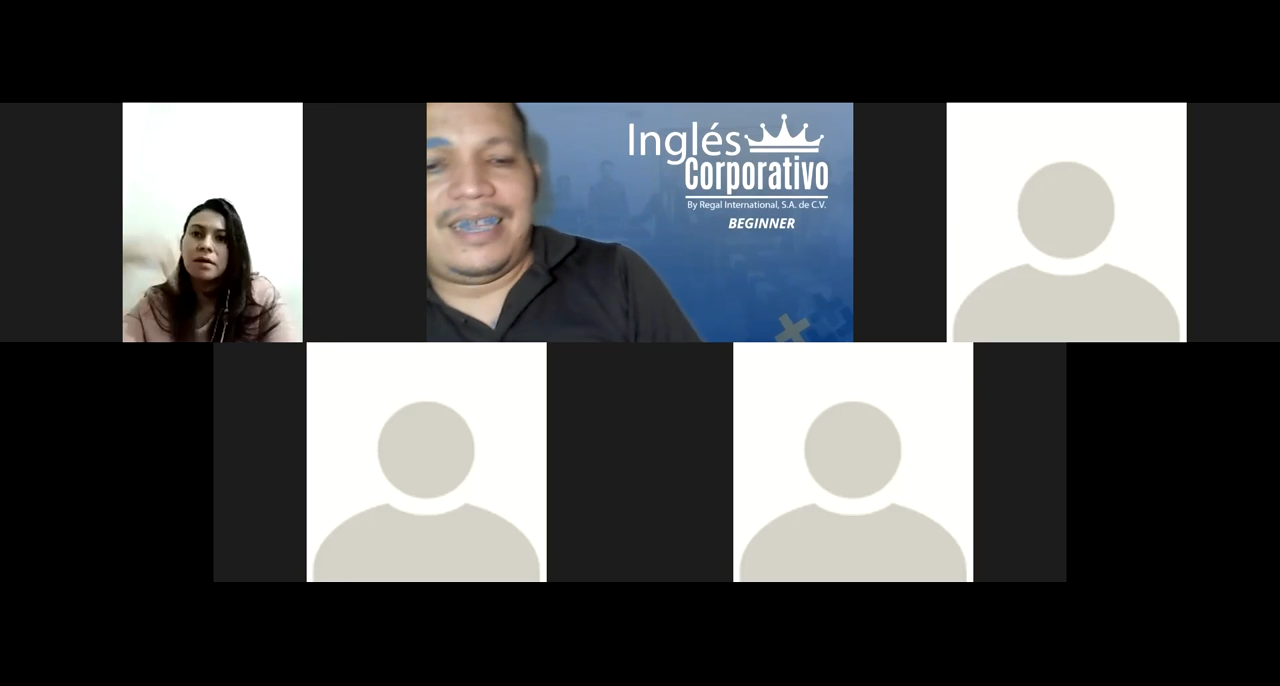 Inglés
Corporativo
By Regal International, S.A. de C.V.
BEGINNER